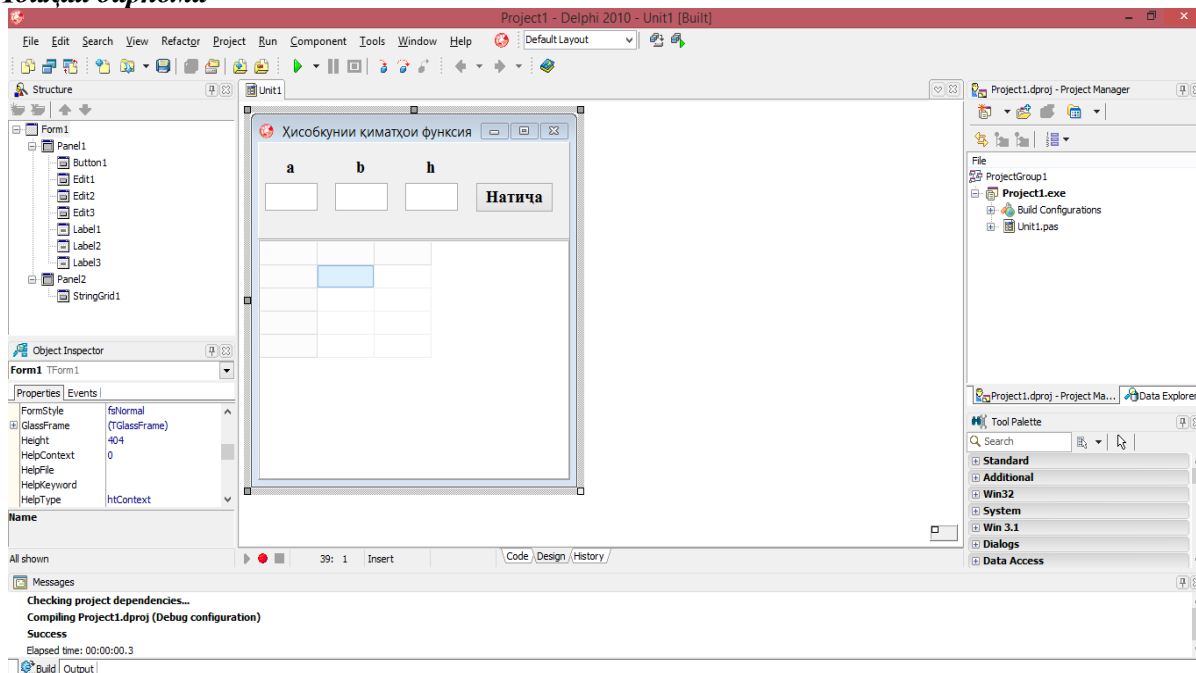 Project1 - Delphi 2010 - Unit1 [Built]
File Edit Search View Refactor Project Run Component Tools Window Help Default Layout
Structure
Form1
Panel1
Button1
Edit1
Edit2
Edit3
Label1
Label2
Label3
Panel2
StringGrid1
Object Inspector
Form1 TForm1
Properties Events
FormStyle fsNormal
GlassFrame (TGlassFrame)
Height 404
HelpContext 0
HelpFile
HelpKeyword
HelpType htContext
Name
All shown
Unit1
Ҳисобкунии қиматҳои функсия
a b h
Натиҷа
39: 1 Insert
Code Design History
Project1.dproj - Project Manager
File
ProjectGroup1
Project1.exe
Build Configurations
Unit1.pas
Project1.dproj - Project Ma... Data Explorer
Tool Palette
Search
Standard
Additional
Win32
System
Win 3.1
Dialogs
Data Access
Messages
Checking project dependencies...
Compiling Project1.dproj (Debug configuration)
Success
Elapsed time: 00:00:00.3
Build Output